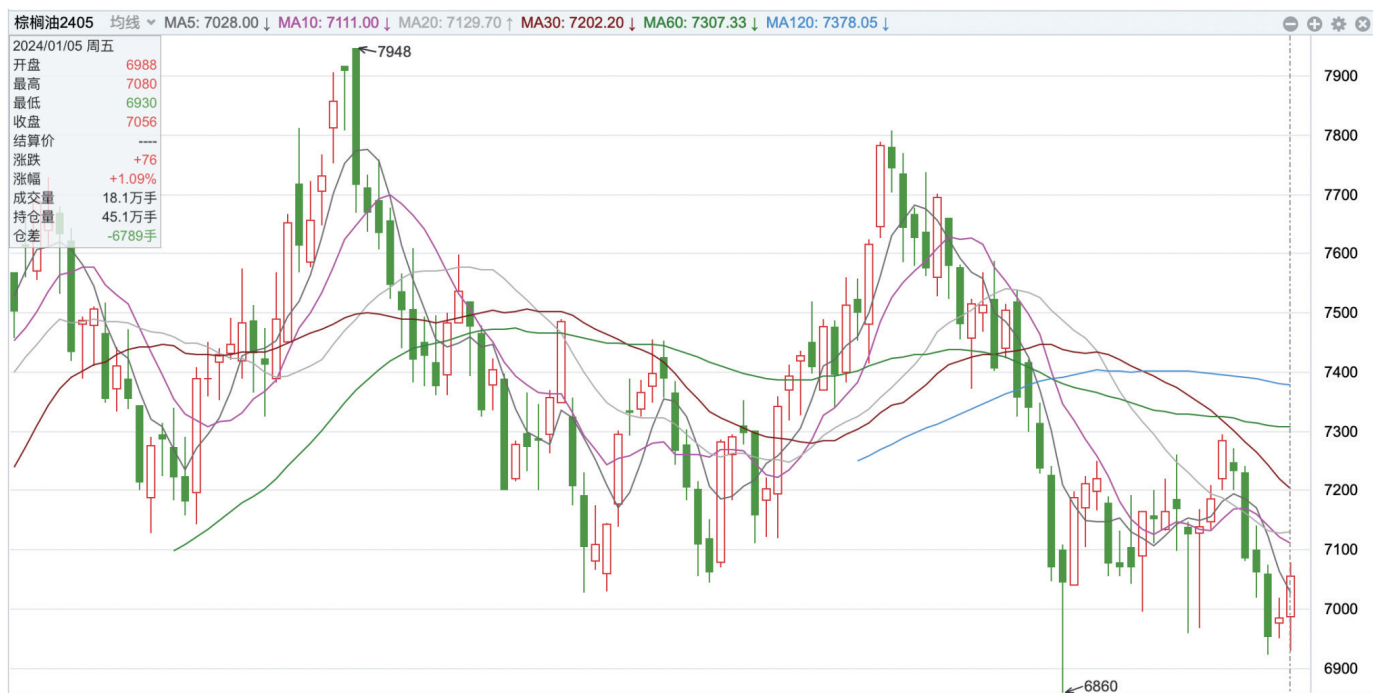 棕榈油2405 均线 MA5: 7028.00 ↓ MA10: 7111.00 ↓ MA20: 7129.70 ↑ MA30: 7202.20 ↓ MA60: 7307.33 ↓ MA120: 7378.05 ↓
2024/01/05 周五
开盘 6988
最高 7080
最低 6930
收盘 7056
结算价 ----
涨跌 +76
涨幅 +1.09%
成交量 18.1万手
持仓量 45.1万手
仓差 -6789手
7948
7900
7800
7700
7600
7500
7400
7300
7200
7100
7000
6900
6860